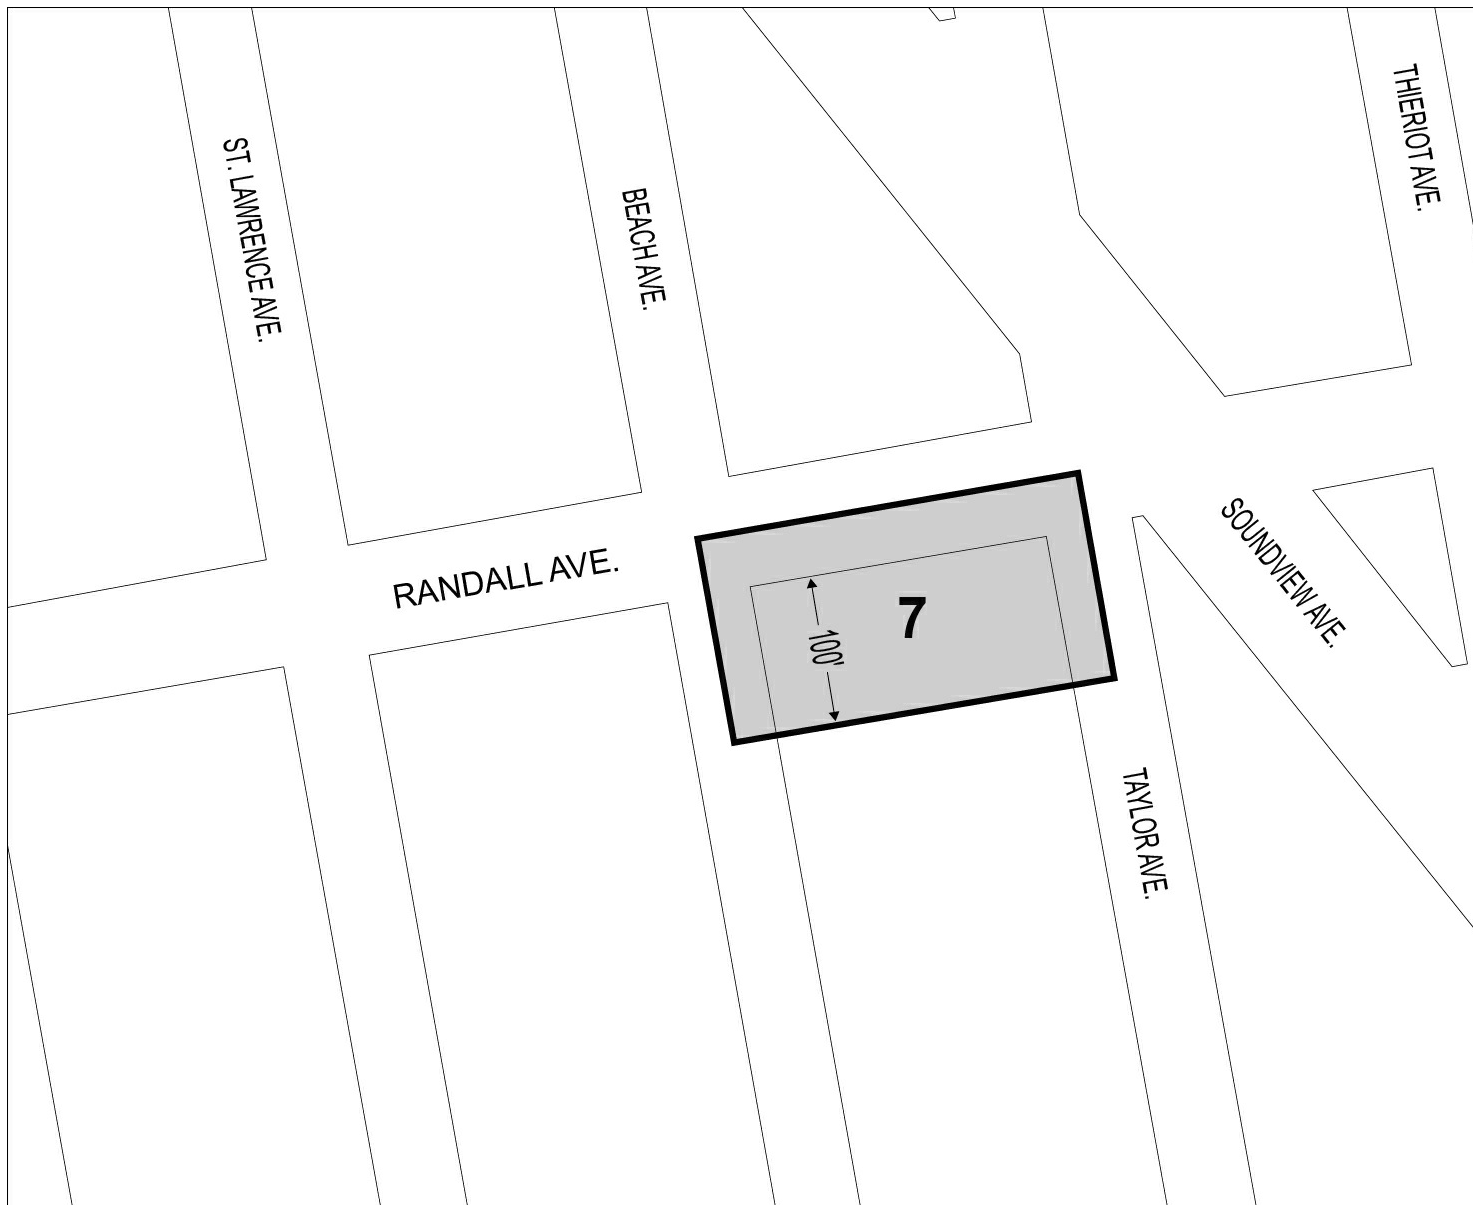 THIERIOT AVE.
ST. LAWRENCE AVE.
BEACH AVE.
SOUNDVIEW AVE.
RANDALL AVE.
7
100'
TAYLOR AVE.